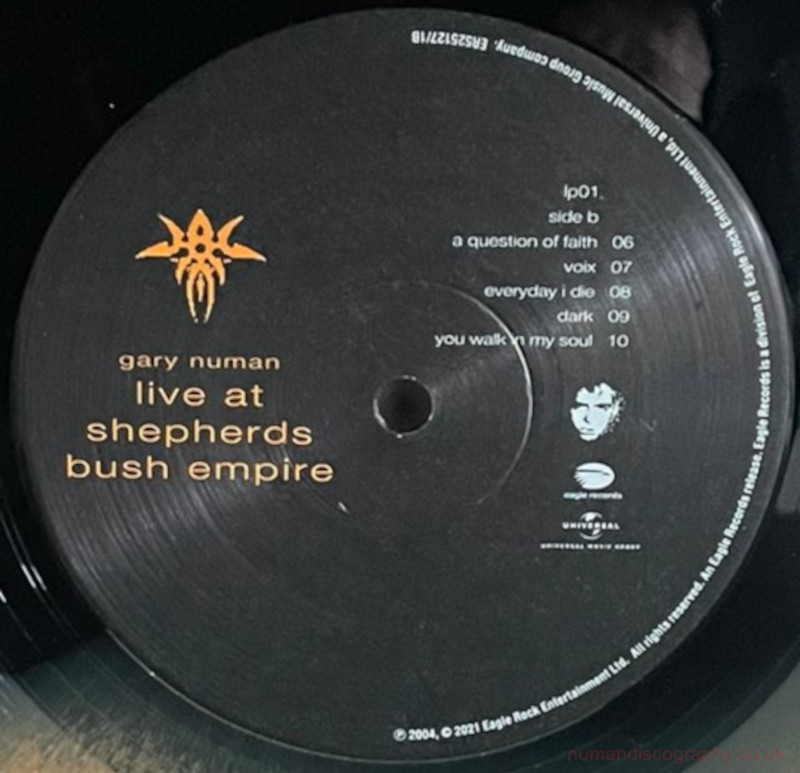 lp01
side b
a question of faith 06
voix 07
everyday i die 08
dark 09
you walk in my soul 10
gary numan
live at
shepherds
bush empire
eagle records
UNIVERSAL
UNIVERSAL MUSIC GROUP
℗ 2004, © 2021 Eagle Rock Entertainment Ltd. All rights reserved. An Eagle Records release. Eagle Records is a division of Eagle Rock Entertainment Ltd, a Universal Music Group company. ERS25127/1B
numandiscography.co.uk